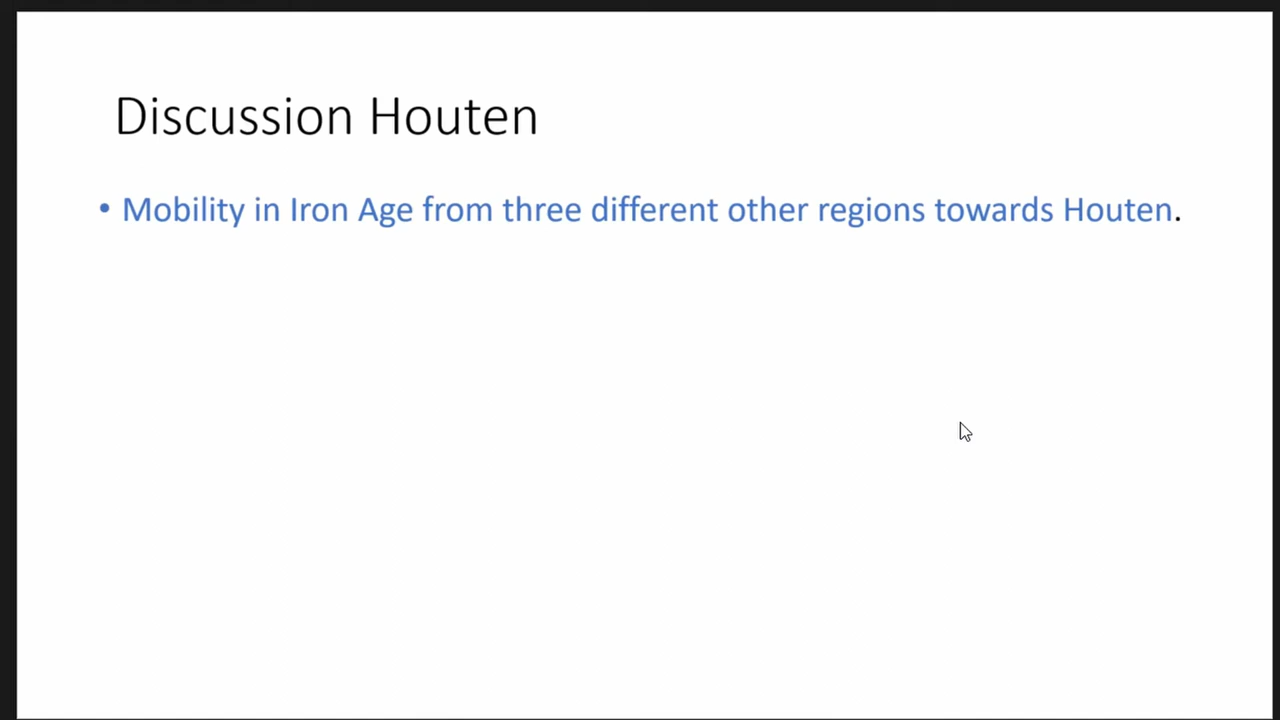 Discussion Houten
• Mobility in Iron Age from three different other regions towards Houten.